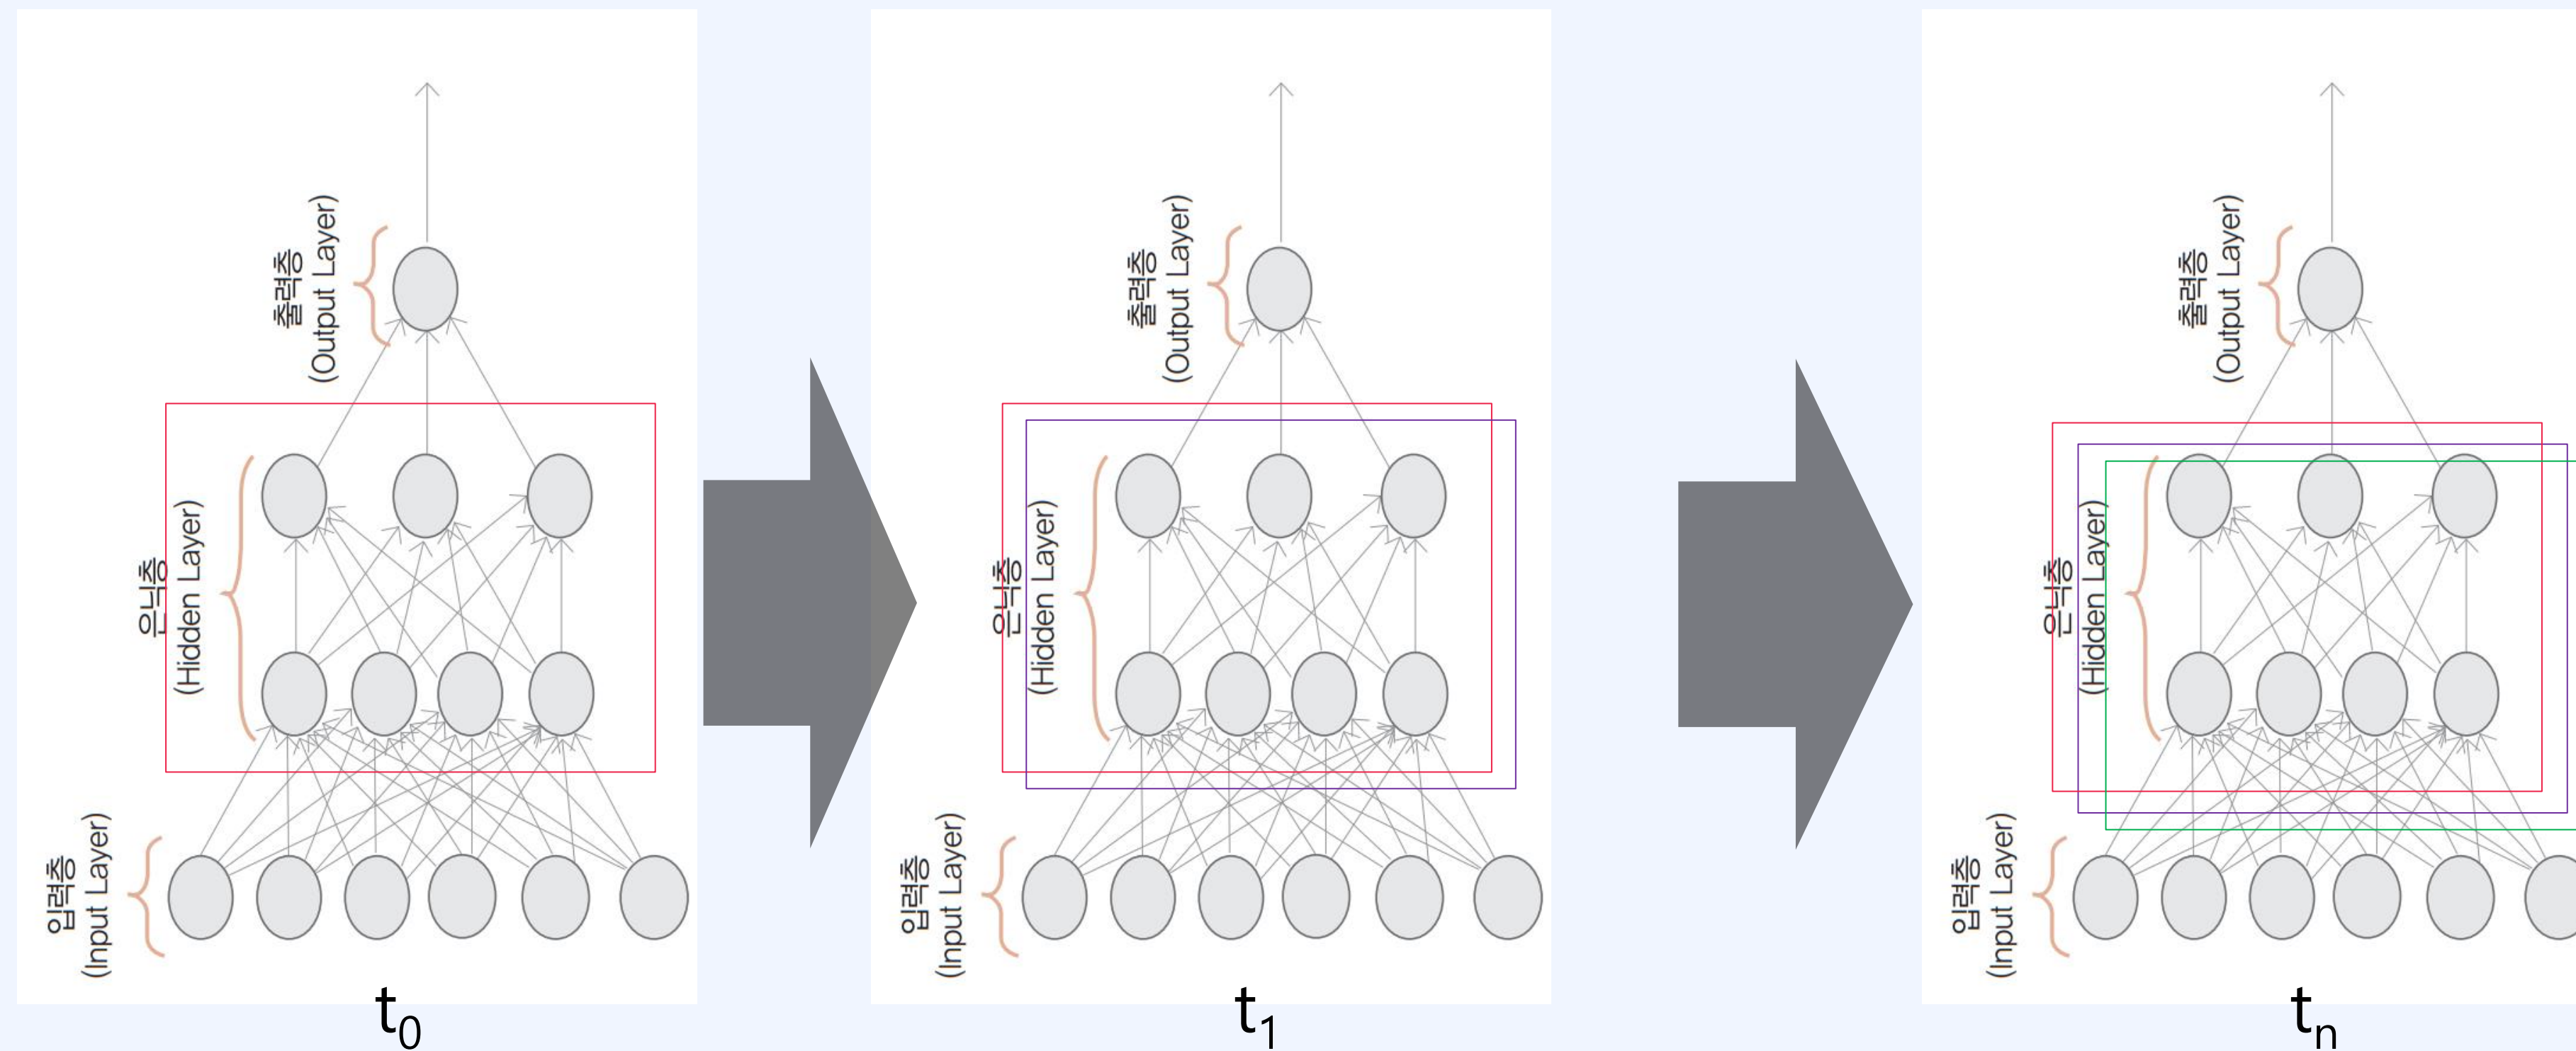 출력층
(Output Layer)
은닉층
(Hidden Layer)
입력층
(Input Layer)
t0
출력층
(Output Layer)
은닉층
(Hidden Layer)
입력층
(Input Layer)
t1
출력층
(Output Layer)
은닉층
(Hidden Layer)
입력층
(Input Layer)
tn